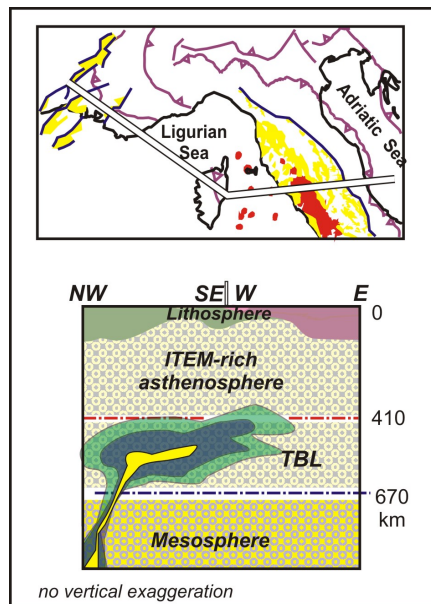 Ligurian
Sea
Adriatic Sea
NW SE W E
Lithosphere 0
ITEM-rich
asthenosphere
410
TBL
670
km
Mesosphere
no vertical exaggeration